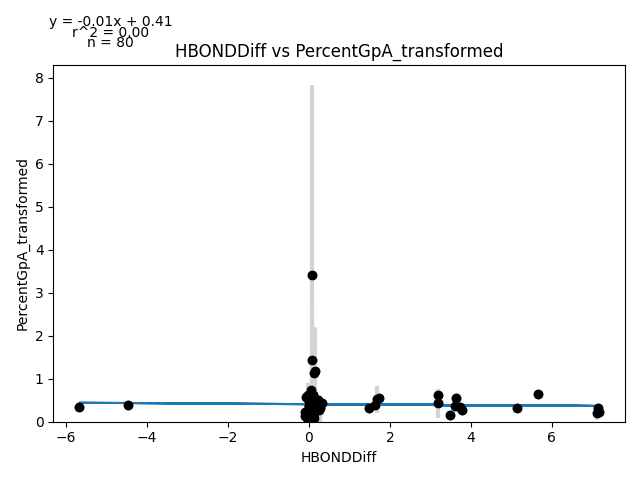 y = -0.01x + 0.41
r^2 = 0.00
n = 80
HBONDDiff vs PercentGpA_transformed
PercentGpA_transformed
8
7
6
5
4
3
2
1
0
−6
−4
−2
0
2
4
6
HBONDDiff